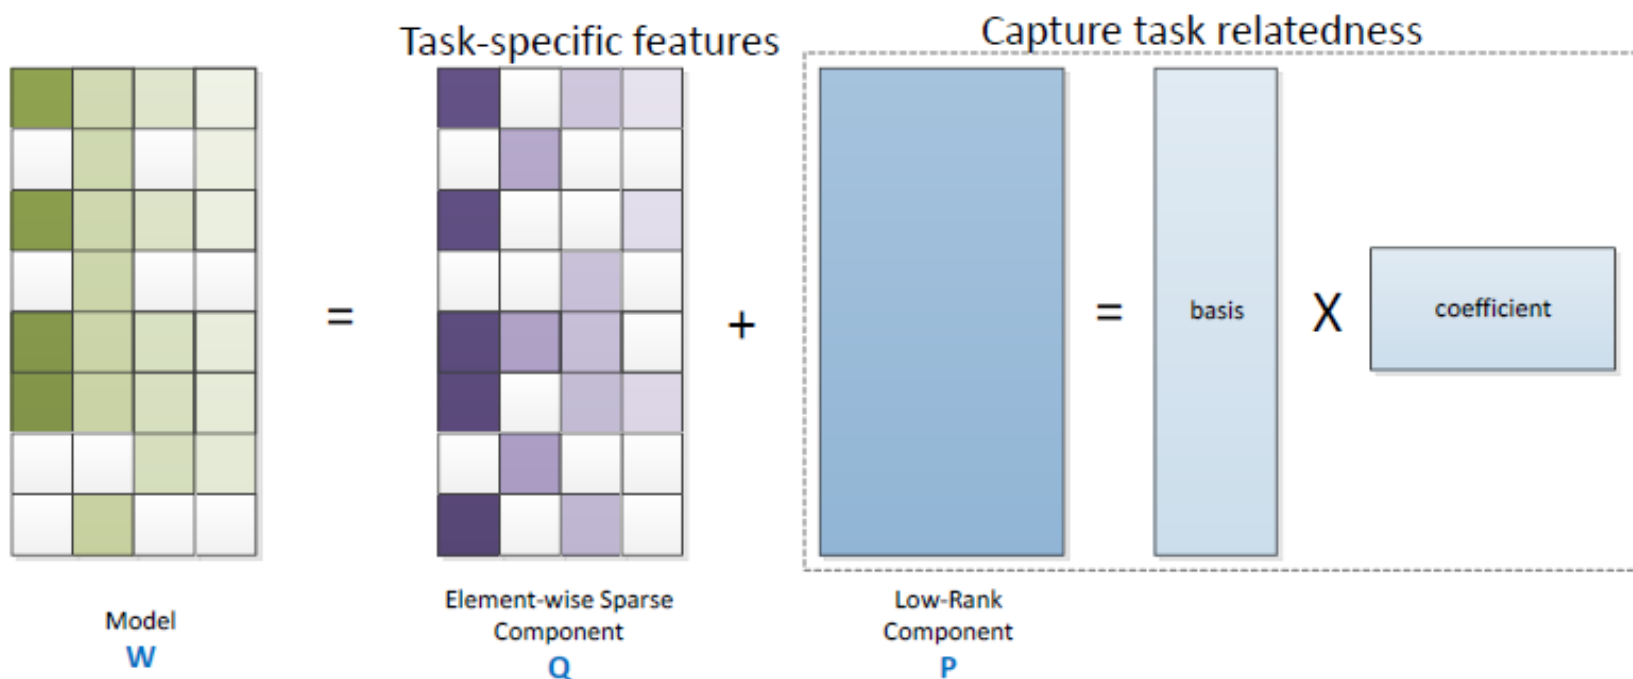 Task-specific features
Capture task relatedness
=
+
=
basis
X
coefficient
Model
W
Element-wise Sparse
Component
Q
Low-Rank
Component
P